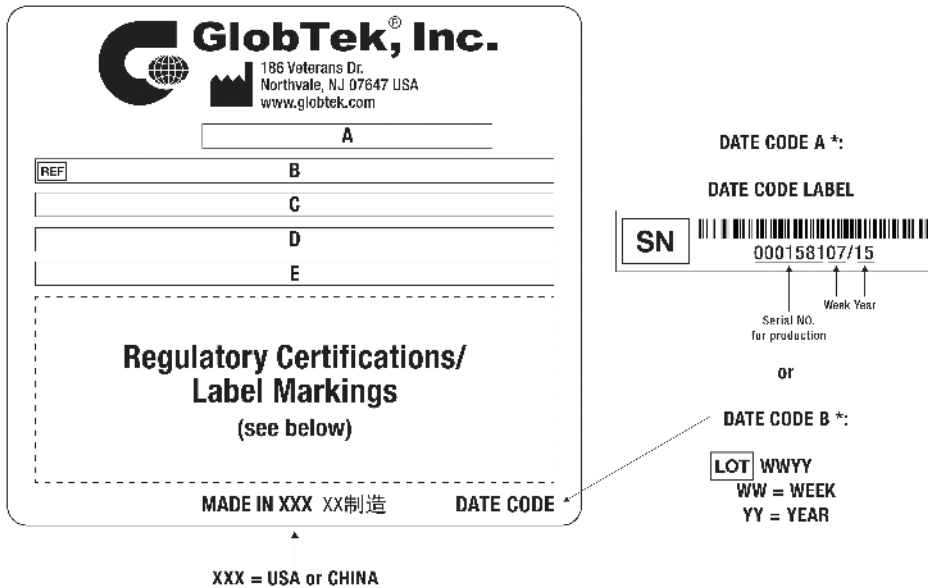 GlobTek,® Inc.
186 Veterans Dr.
Northvale, NJ 07647 USA
www.globtek.com
A
REF B
C
D
E
Regulatory Certifications/
Label Markings
(see below)
MADE IN XXX XX制造 DATE CODE
XXX = USA or CHINA
DATE CODE A *:
DATE CODE LABEL
SN
000158107/15
Week Year
Serial NO.
for production
or
DATE CODE B *:
LOT WWYY
WW = WEEK
YY = YEAR